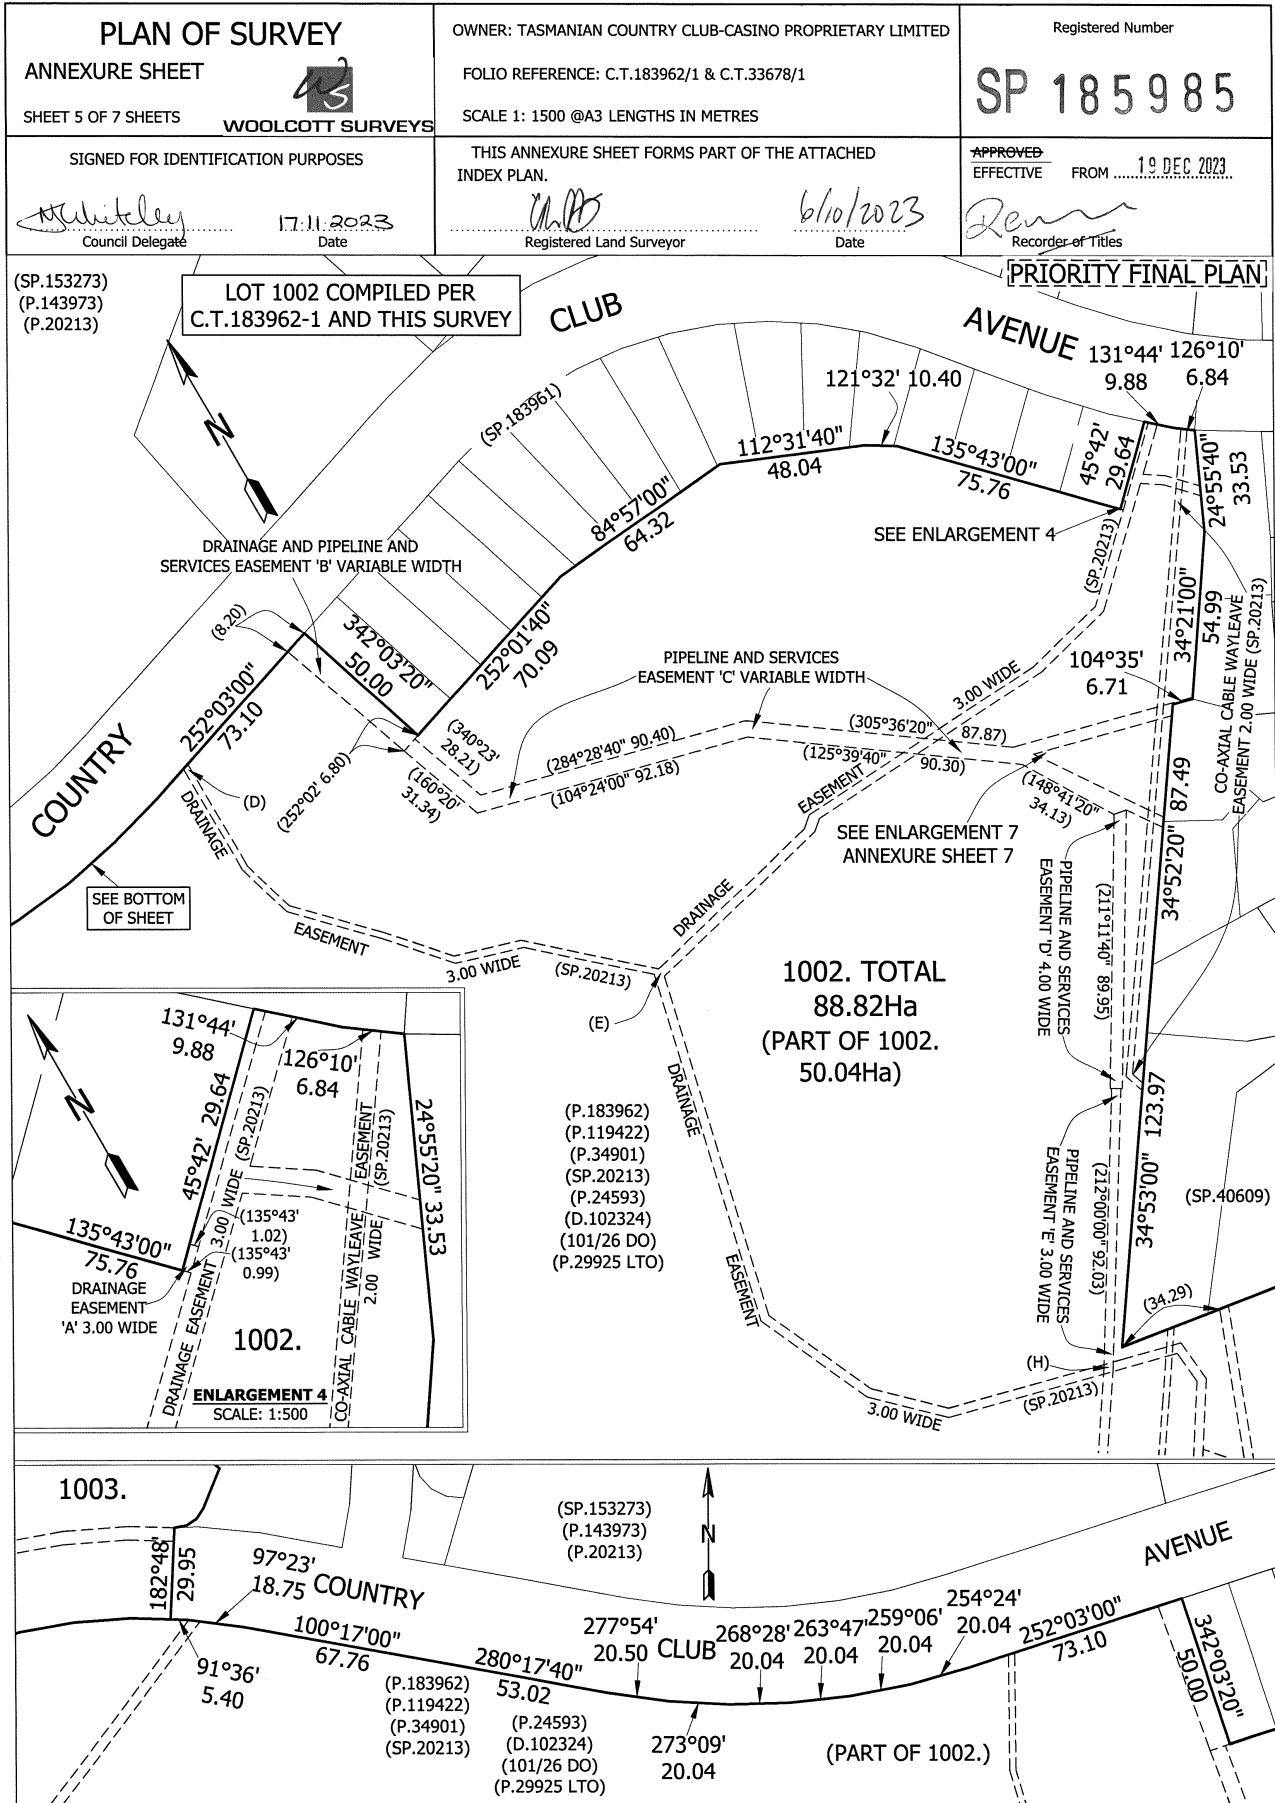 PLAN OF SURVEY
ANNEXURE SHEET
SHEET 5 OF 7 SHEETS
WS
WOOLCOTT SURVEYS
OWNER: TASMANIAN COUNTRY CLUB-CASINO PROPRIETARY LIMITED
FOLIO REFERENCE: C.T.183962/1 & C.T.33678/1
SCALE 1: 1500 @A3 LENGTHS IN METRES
Registered Number
SP 185985
SIGNED FOR IDENTIFICATION PURPOSES
17.11.2023
Council Delegate
Date
THIS ANNEXURE SHEET FORMS PART OF THE ATTACHED
INDEX PLAN.
6/10/2023
Registered Land Surveyor
Date
APPROVED
EFFECTIVE FROM 19 DEC 2023
Recorder of Titles
PRIORITY FINAL PLAN
(SP.153273)
(P.143973)
(P.20213)
LOT 1002 COMPILED PER
C.T.183962-1 AND THIS SURVEY
CLUB
AVENUE
131°44'
9.88
126°10'
6.84
N
(SP.183961)
121°32' 10.40
112°31'40"
48.04
135°43'00"
75.76
45°42'
29.64
24°55'40"
33.53
84°57'00"
64.32
SEE ENLARGEMENT 4
(SP.20213)
DRAINAGE AND PIPELINE AND
SERVICES EASEMENT 'B' VARIABLE WIDTH
(8.20)
342°03'20"
50.00
252°01'40"
70.09
34°21'00"
54.99
CO-AXIAL CABLE WAYLEAVE
EASEMENT 2.00 WIDE (SP.20213)
PIPELINE AND SERVICES
EASEMENT 'C' VARIABLE WIDTH
3.00 WIDE
104°35'
6.71
252°03'00"
73.10
COUNTRY
(D)
(252°02' 6.80)
(340°23'
28.21)
(160°20'
31.34)
(284°28'40" 90.40)
(104°24'00" 92.18)
(305°36'20" 87.87)
(125°39'40" 90.30)
(148°41'20"
34.13)
DRAINAGE
EASEMENT
SEE ENLARGEMENT 7
ANNEXURE SHEET 7
34°52'20" 87.49
SEE BOTTOM
OF SHEET
EASEMENT
3.00 WIDE
(SP.20213)
DRAINAGE
(E)
PIPELINE AND SERVICES
EASEMENT 'D' 4.00 WIDE
(211°11'40" 89.95)
1002. TOTAL
88.82Ha
(PART OF 1002.
50.04Ha)
DRAINAGE
EASEMENT
(P.183962)
(P.119422)
(P.34901)
(SP.20213)
(P.24593)
(D.102324)
(101/26 DO)
(P.29925 LTO)
PIPELINE AND SERVICES
EASEMENT 'E' 3.00 WIDE
(212°00'00" 92.03)
34°53'00" 123.97
(SP.40609)
(34.29)
(H)
(SP.20213)
3.00 WIDE
131°44'
9.88
126°10'
6.84
N
45°42' 29.64
3.00 WIDE (SP.20213)
EASEMENT
(SP.20213)
24°55'20" 33.53
(135°43'
1.02)
(135°43'
0.99)
135°43'00"
75.76
DRAINAGE
EASEMENT
'A' 3.00 WIDE
DRAINAGE EASEMENT
CO-AXIAL CABLE WAYLEAVE
2.00 WIDE
1002.
ENLARGEMENT 4
SCALE: 1:500
1003.
(SP.153273)
(P.143973)
(P.20213)
N
AVENUE
182°48'
29.95
97°23'
18.75
COUNTRY
100°17'00"
67.76
91°36'
5.40
280°17'40"
53.02
277°54'
20.50
CLUB
268°28'
20.04
263°47'
20.04
259°06'
20.04
254°24'
20.04
252°03'00"
73.10
342°03'20"
50.00
(P.183962)
(P.119422)
(P.34901)
(SP.20213)
(P.24593)
(D.102324)
(101/26 DO)
(P.29925 LTO)
273°09'
20.04
(PART OF 1002.)